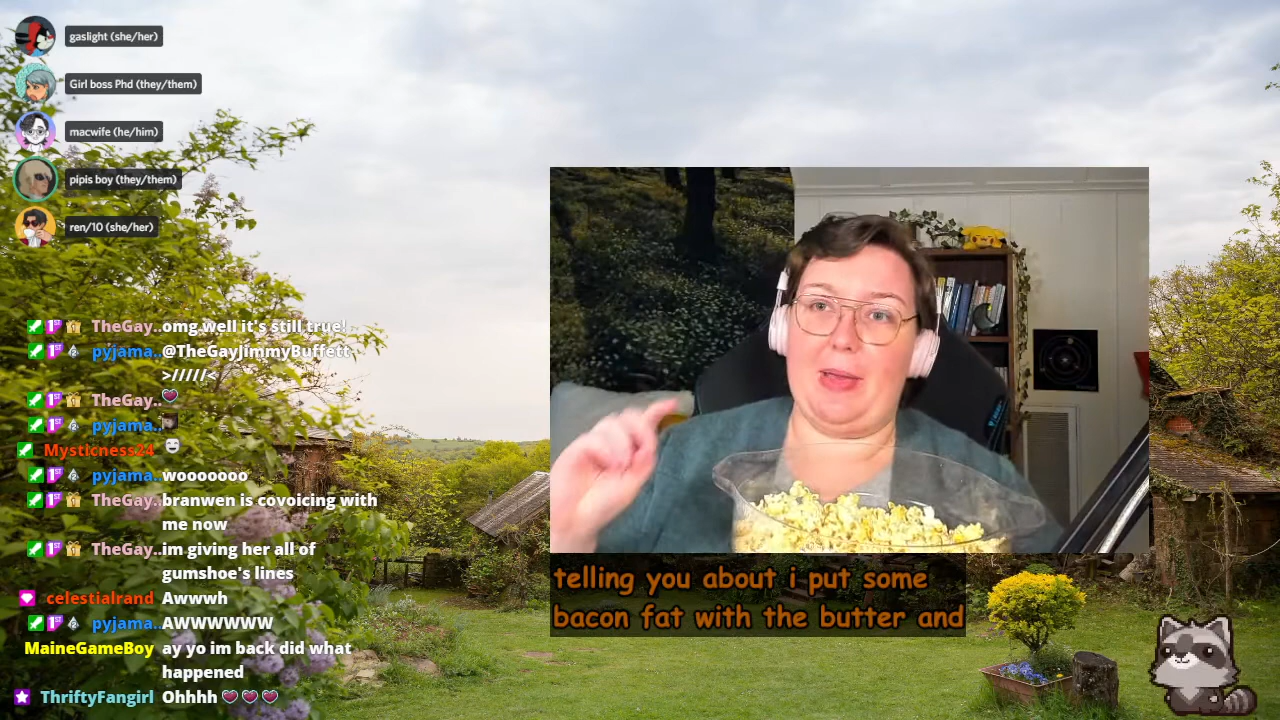 gaslight (she/her)
Girl boss Phd (they/them)
macwife (he/him)
pipis boy (they/them)
ren/10 (she/her)
TheGay.. omg well it's still true!
pyjama.. @TheGayJimmyBuffett
>/////<
TheGay..
pyjama..
Mysticness24
pyjama.. wooooooo
TheGay.. branwen is covoicing with
me now
TheGay.. im giving her all of
gumshoe's lines
celestialrand Awwwh
pyjama.. AWWWWWW
MaineGameBoy ay yo im back did what
happened
ThriftyFangirl Ohhhh
telling you about i put some
bacon fat with the butter and